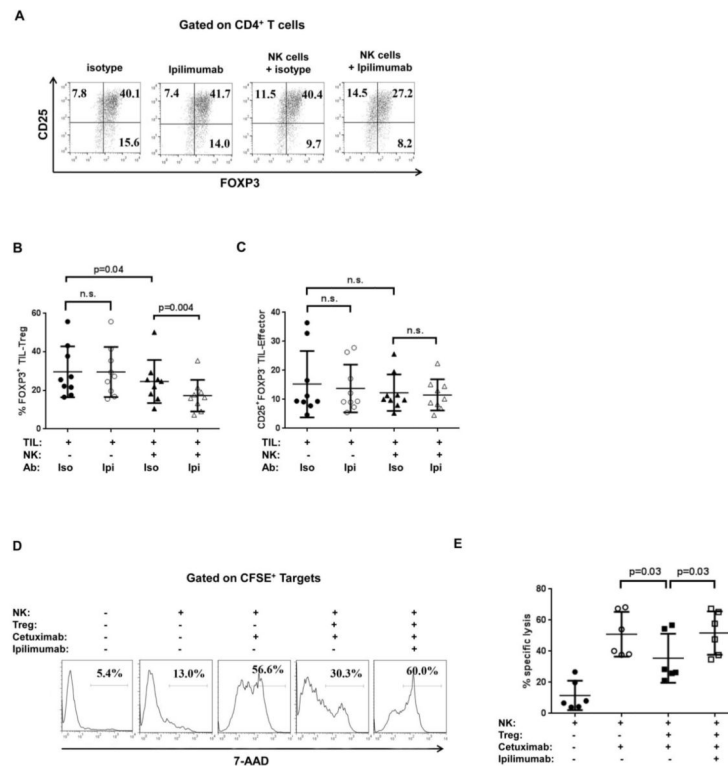 A
Gated on CD4⁺ T cells
isotype
Ipilimumab
NK cells
+ isotype
NK cells
+ Ipilimumab
7.8 40.1
15.6
7.4 41.7
14.0
11.5 40.4
9.7
14.5 27.2
8.2
CD25
FOXP3
B
p=0.04
n.s.
p=0.004
% FOXP3⁺ TIL-Treg
60
40
20
0
TIL: + + + +
NK: - - + +
Ab: Iso Ipi Iso Ipi
C
n.s.
n.s.
n.s.
CD25⁺FOXP3⁻ TIL-Effector
40
30
20
10
0
TIL: + + + +
NK: - - + +
Ab: Iso Ipi Iso Ipi
D
Gated on CFSE⁺ Targets
NK: - + + + +
Treg: - - - + +
Cetuximab: - - + + +
Ipilimumab: - - - - +
5.4% 13.0% 56.6% 30.3% 60.0%
7-AAD
E
p=0.03 p=0.03
% specific lysis
80
60
40
20
0
NK: + + + +
Treg: - - + +
Cetuximab: - + + +
Ipilimumab: - - - +